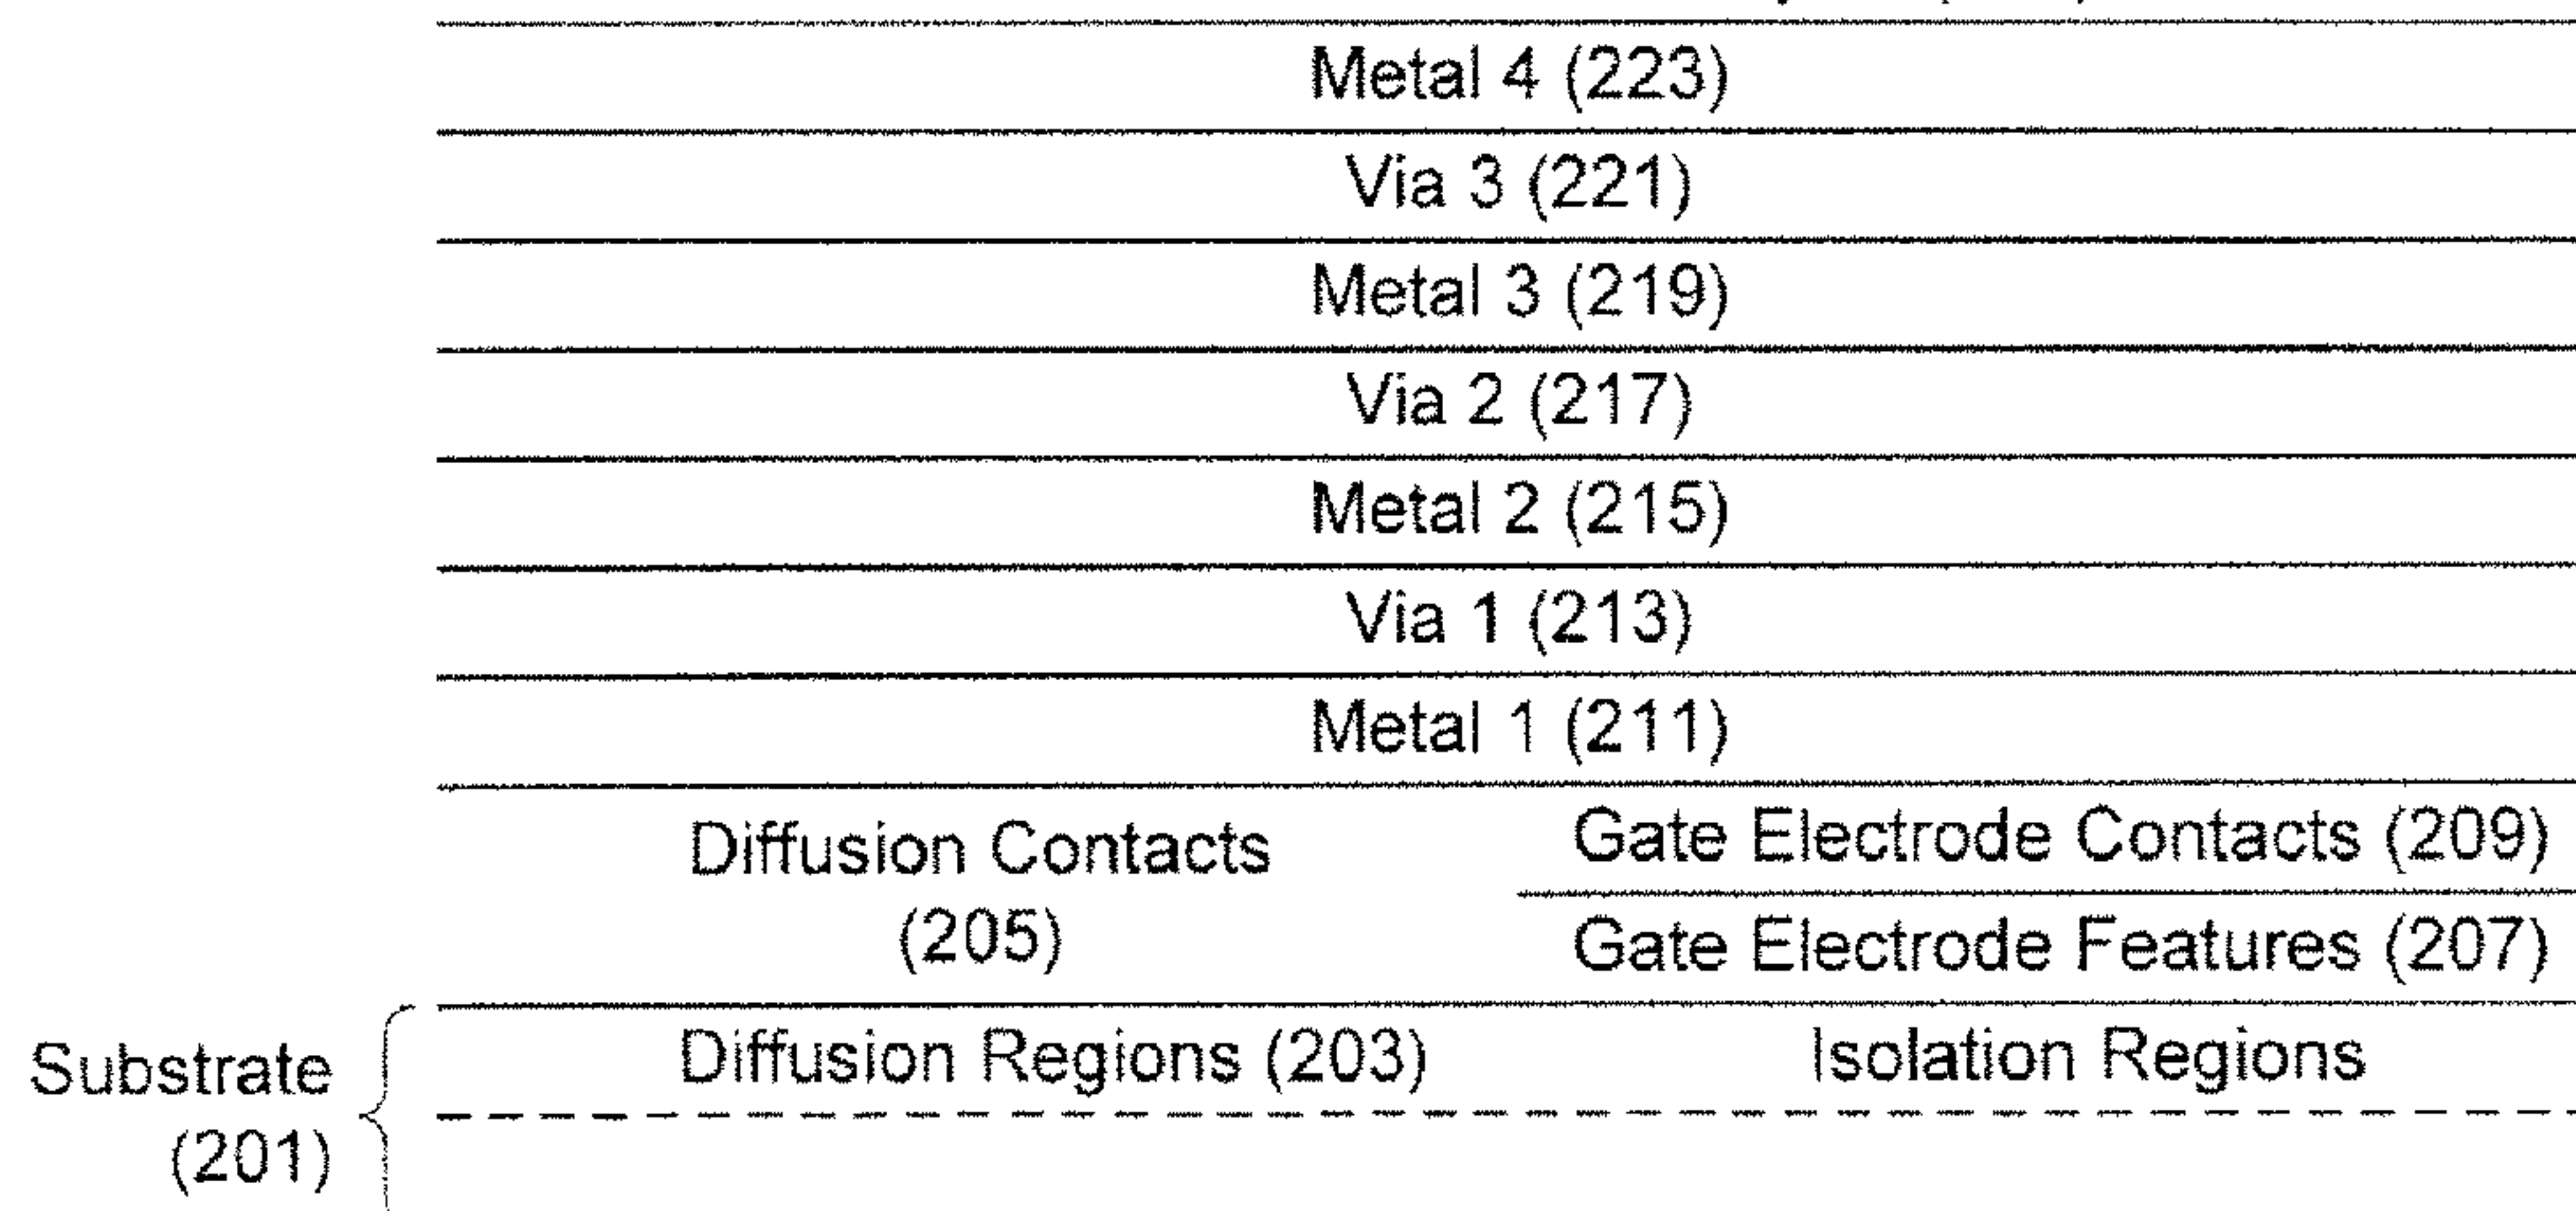 Metal 4 (223)
Via 3 (221)
Metal 3 (219)
Via 2 (217)
Metal 2 (215)
Via 1 (213)
Metal 1 (211)
Diffusion Contacts
(205)
Gate Electrode Contacts (209)
Gate Electrode Features (207)
Substrate
(201)
Diffusion Regions (203)
Isolation Regions